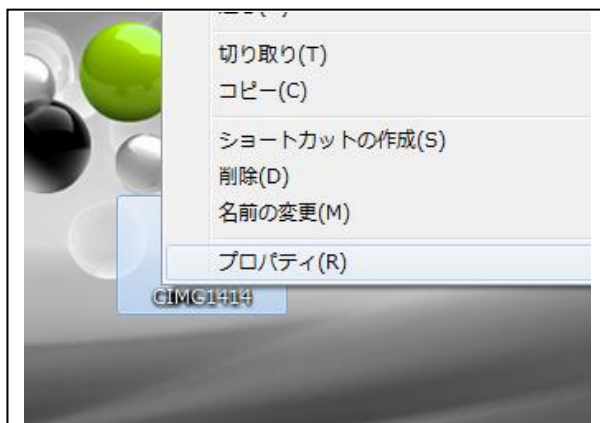 切り取り(T)
コピー(C)
ショートカットの作成(S)
削除(D)
名前の変更(M)
プロパティ(R)
CIMG1414